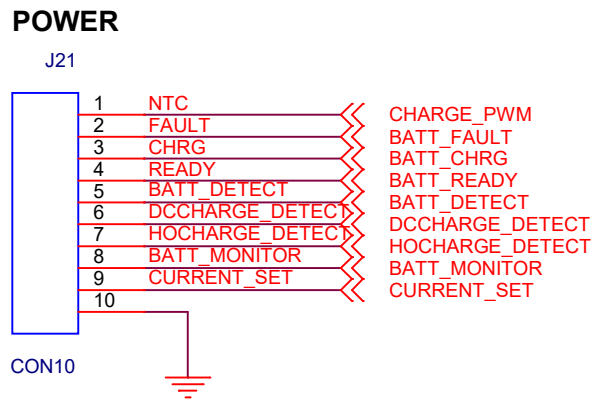 POWER
J21
1 NTC CHARGE_PWM
2 FAULT BATT_FAULT
3 CHRG BATT_CHRG
4 READY BATT_READY
5 BATT_DETECT BATT_DETECT
6 DCCHARGE_DETECT DCCHARGE_DETECT
7 HOCHARGE_DETECT HOCHARGE_DETECT
8 BATT_MONITOR BATT_MONITOR
9 CURRENT_SET CURRENT_SET
10
CON10